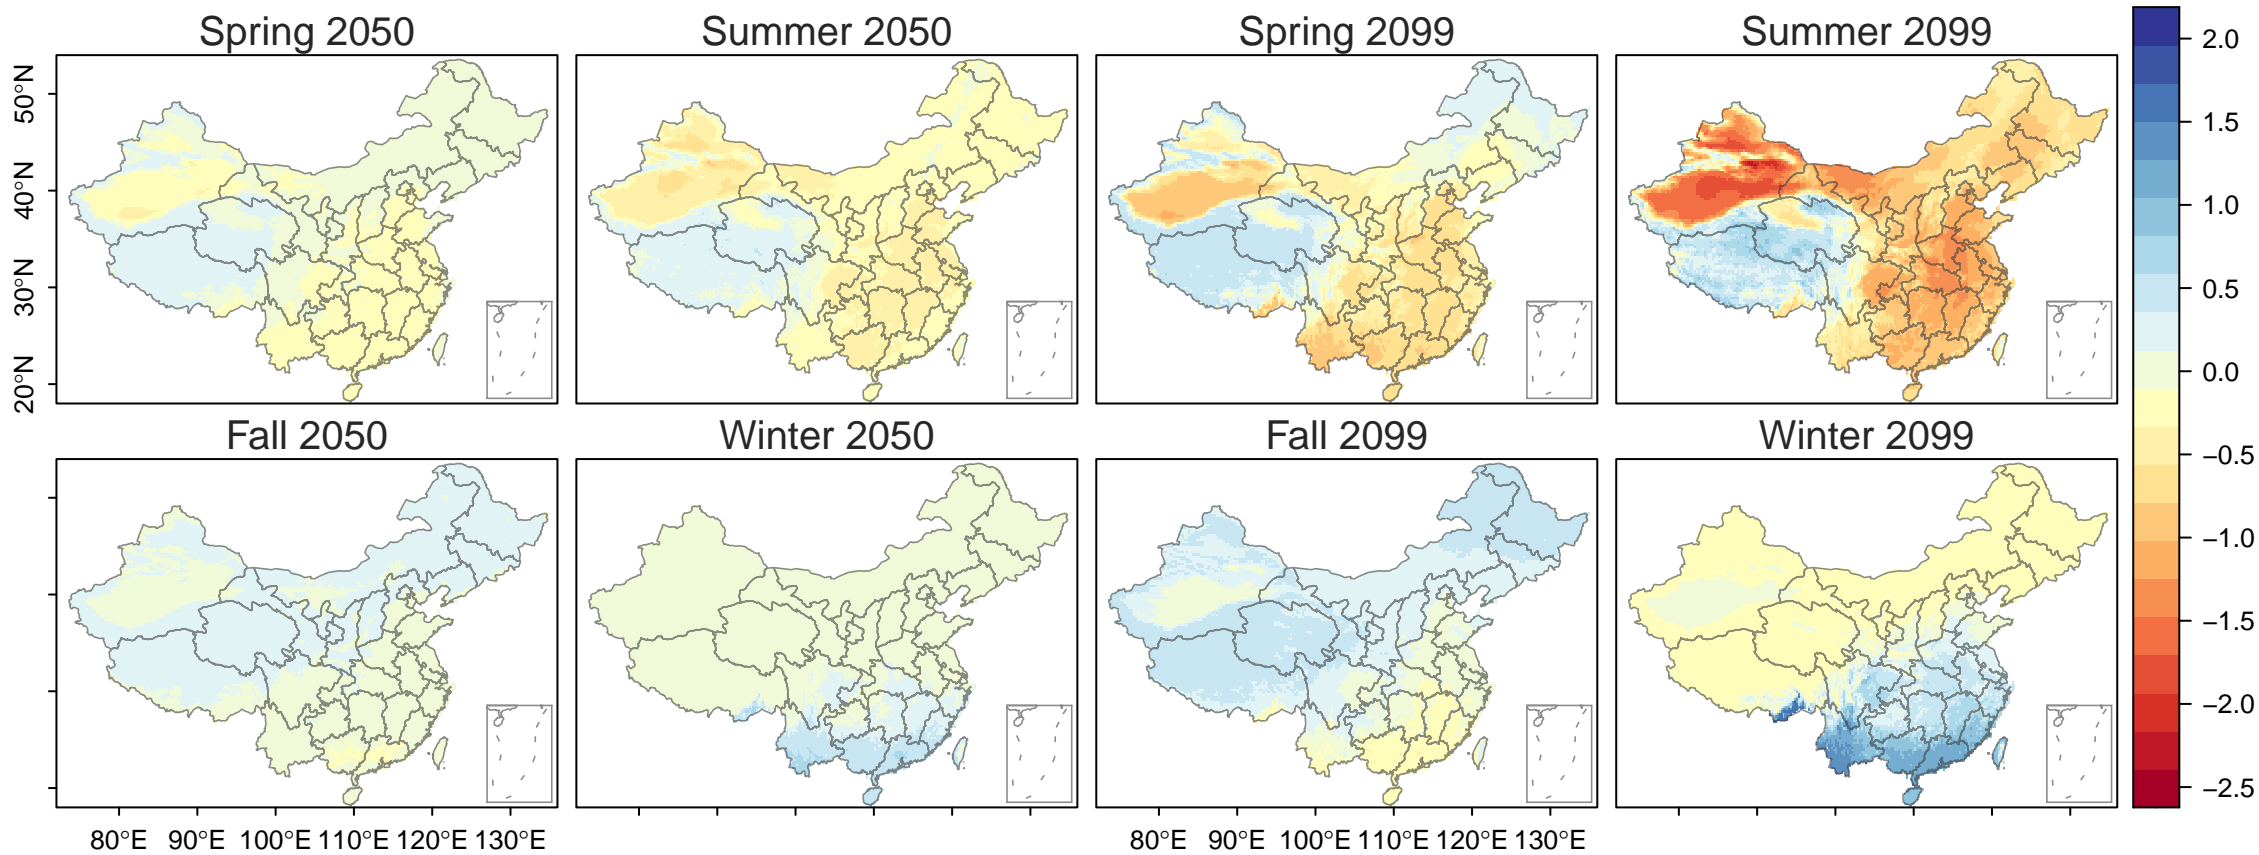 Spring 2050
Summer 2050
Spring 2099
Summer 2099
50°N
40°N
30°N
20°N
Fall 2050
Winter 2050
Fall 2099
Winter 2099
80°E 90°E 100°E 110°E 120°E 130°E
80°E 90°E 100°E 110°E 120°E 130°E
2.0
1.5
1.0
0.5
0.0
−0.5
−1.0
−1.5
−2.0
−2.5